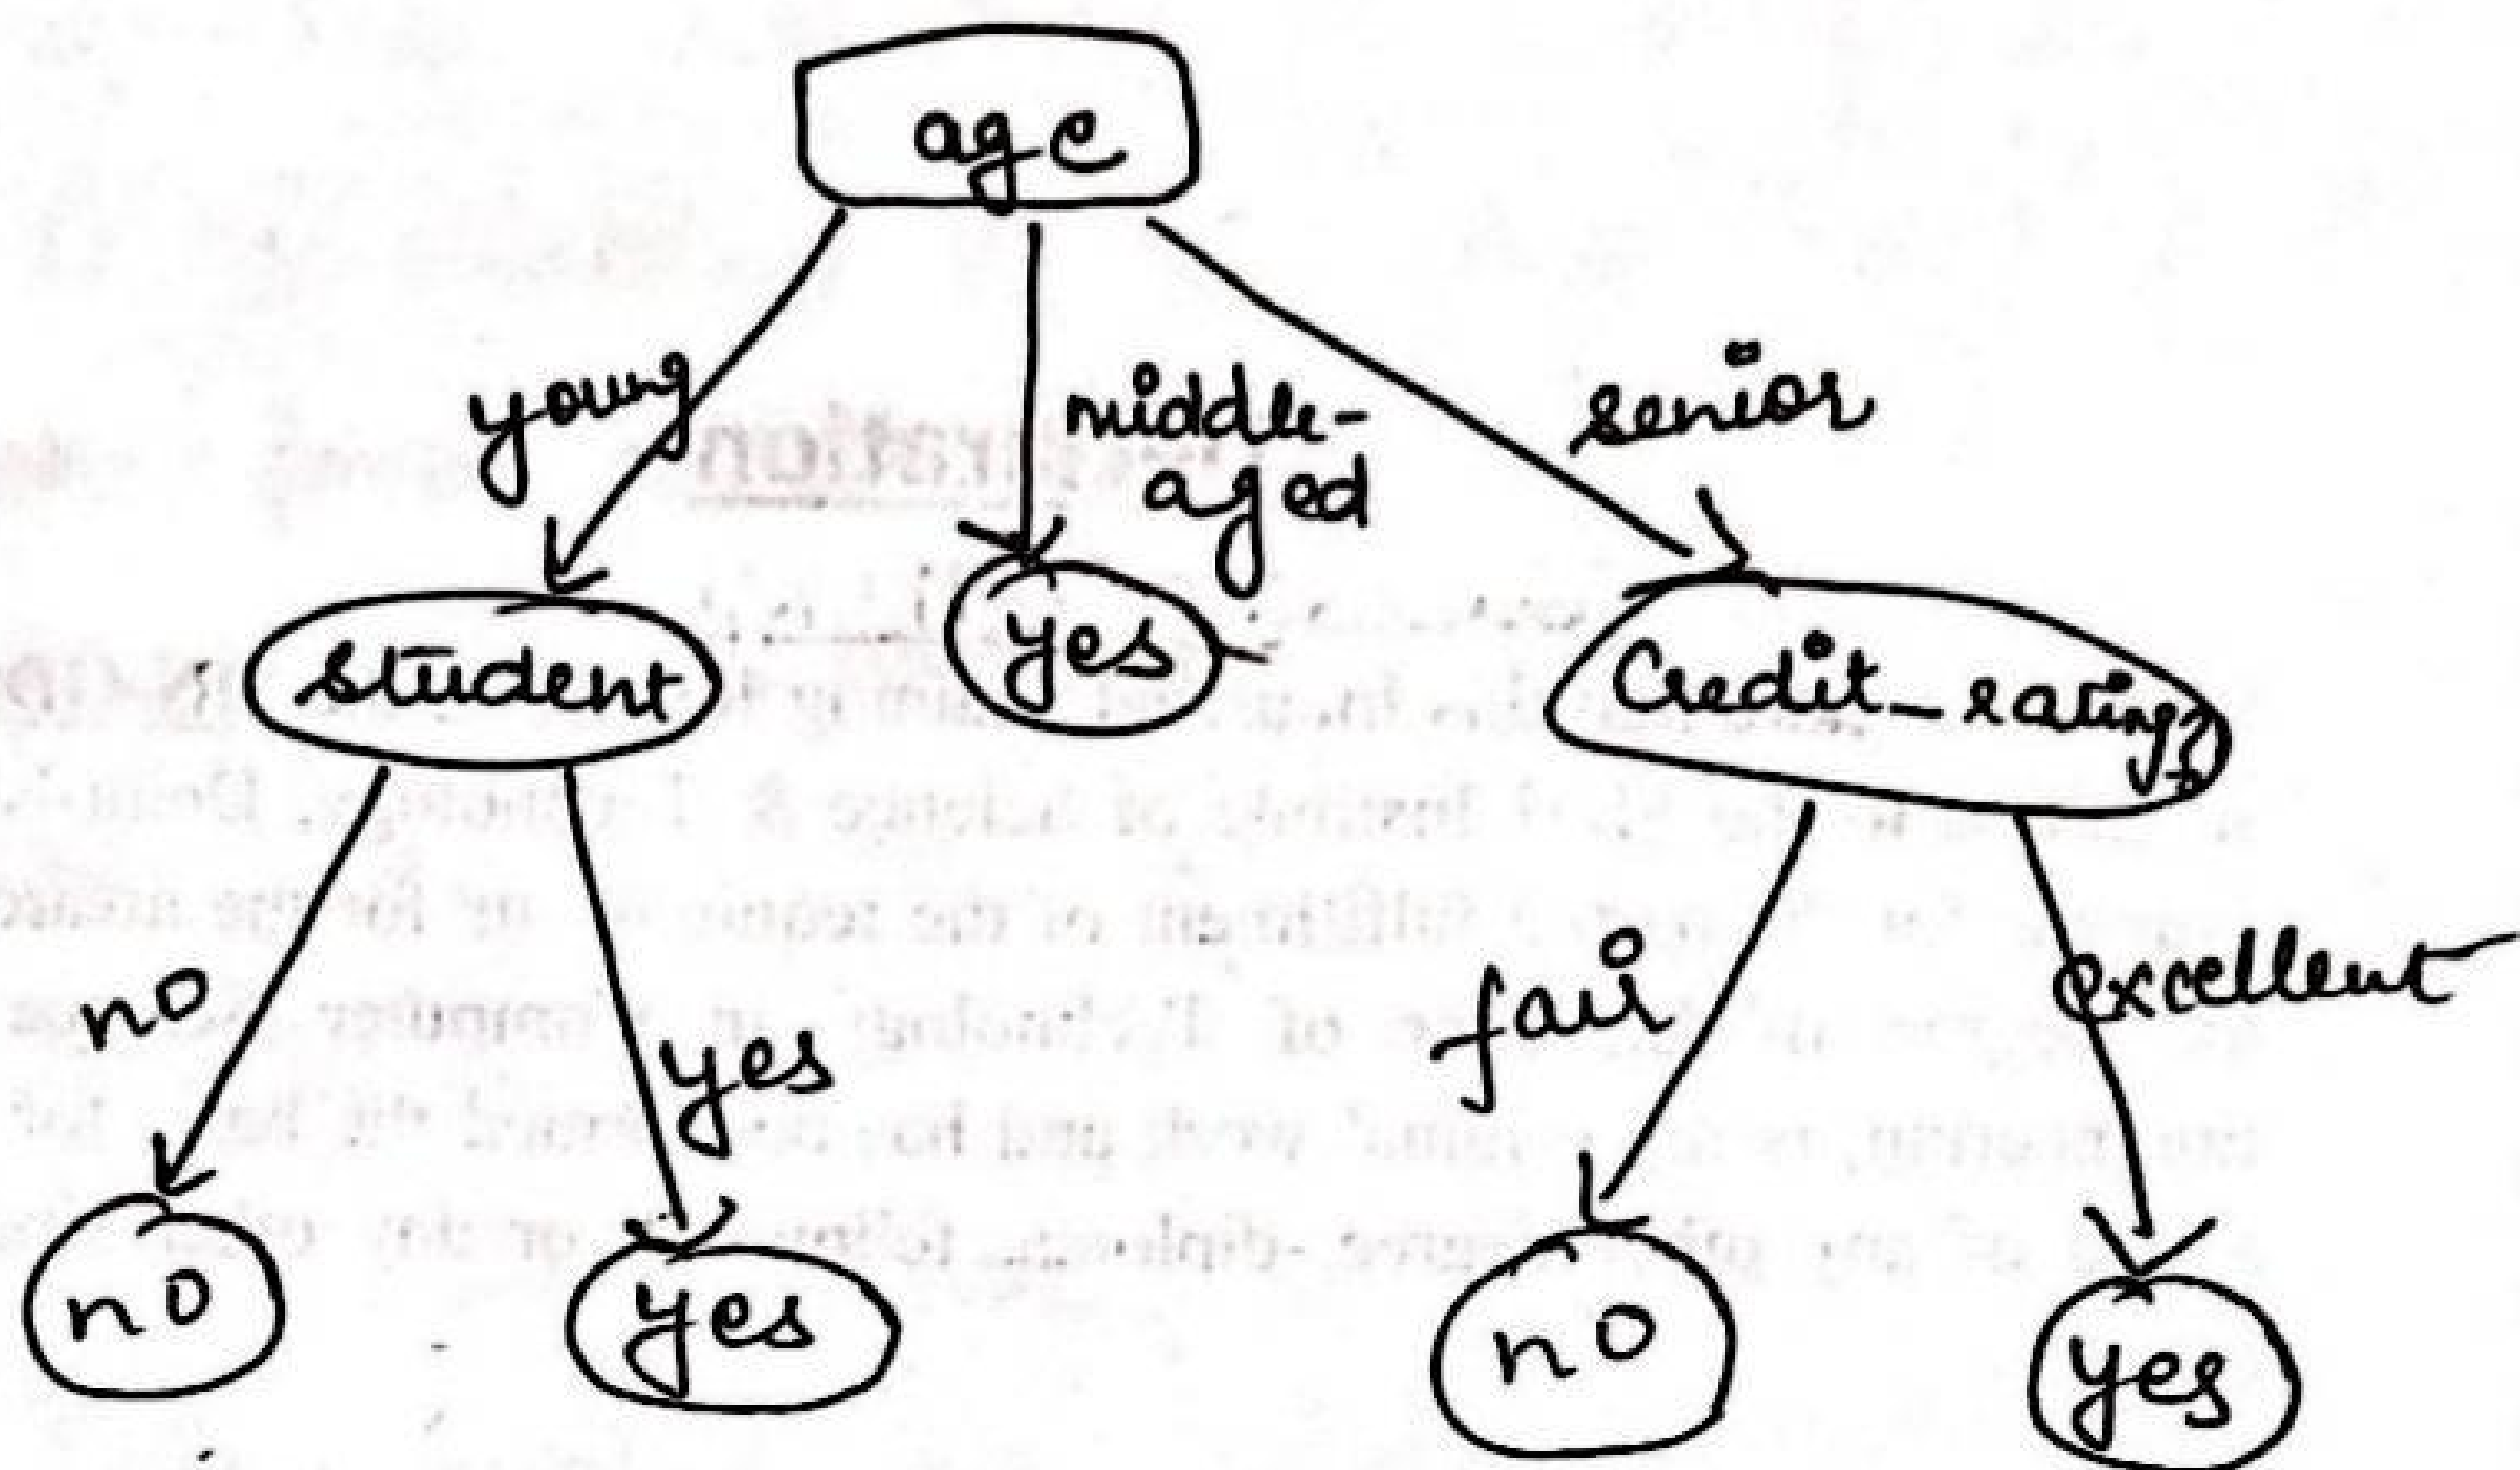 age
young
middle-
aged
senior
student
yes
Credit_rating?
no
yes
fair
excellent
no
yes
no
yes